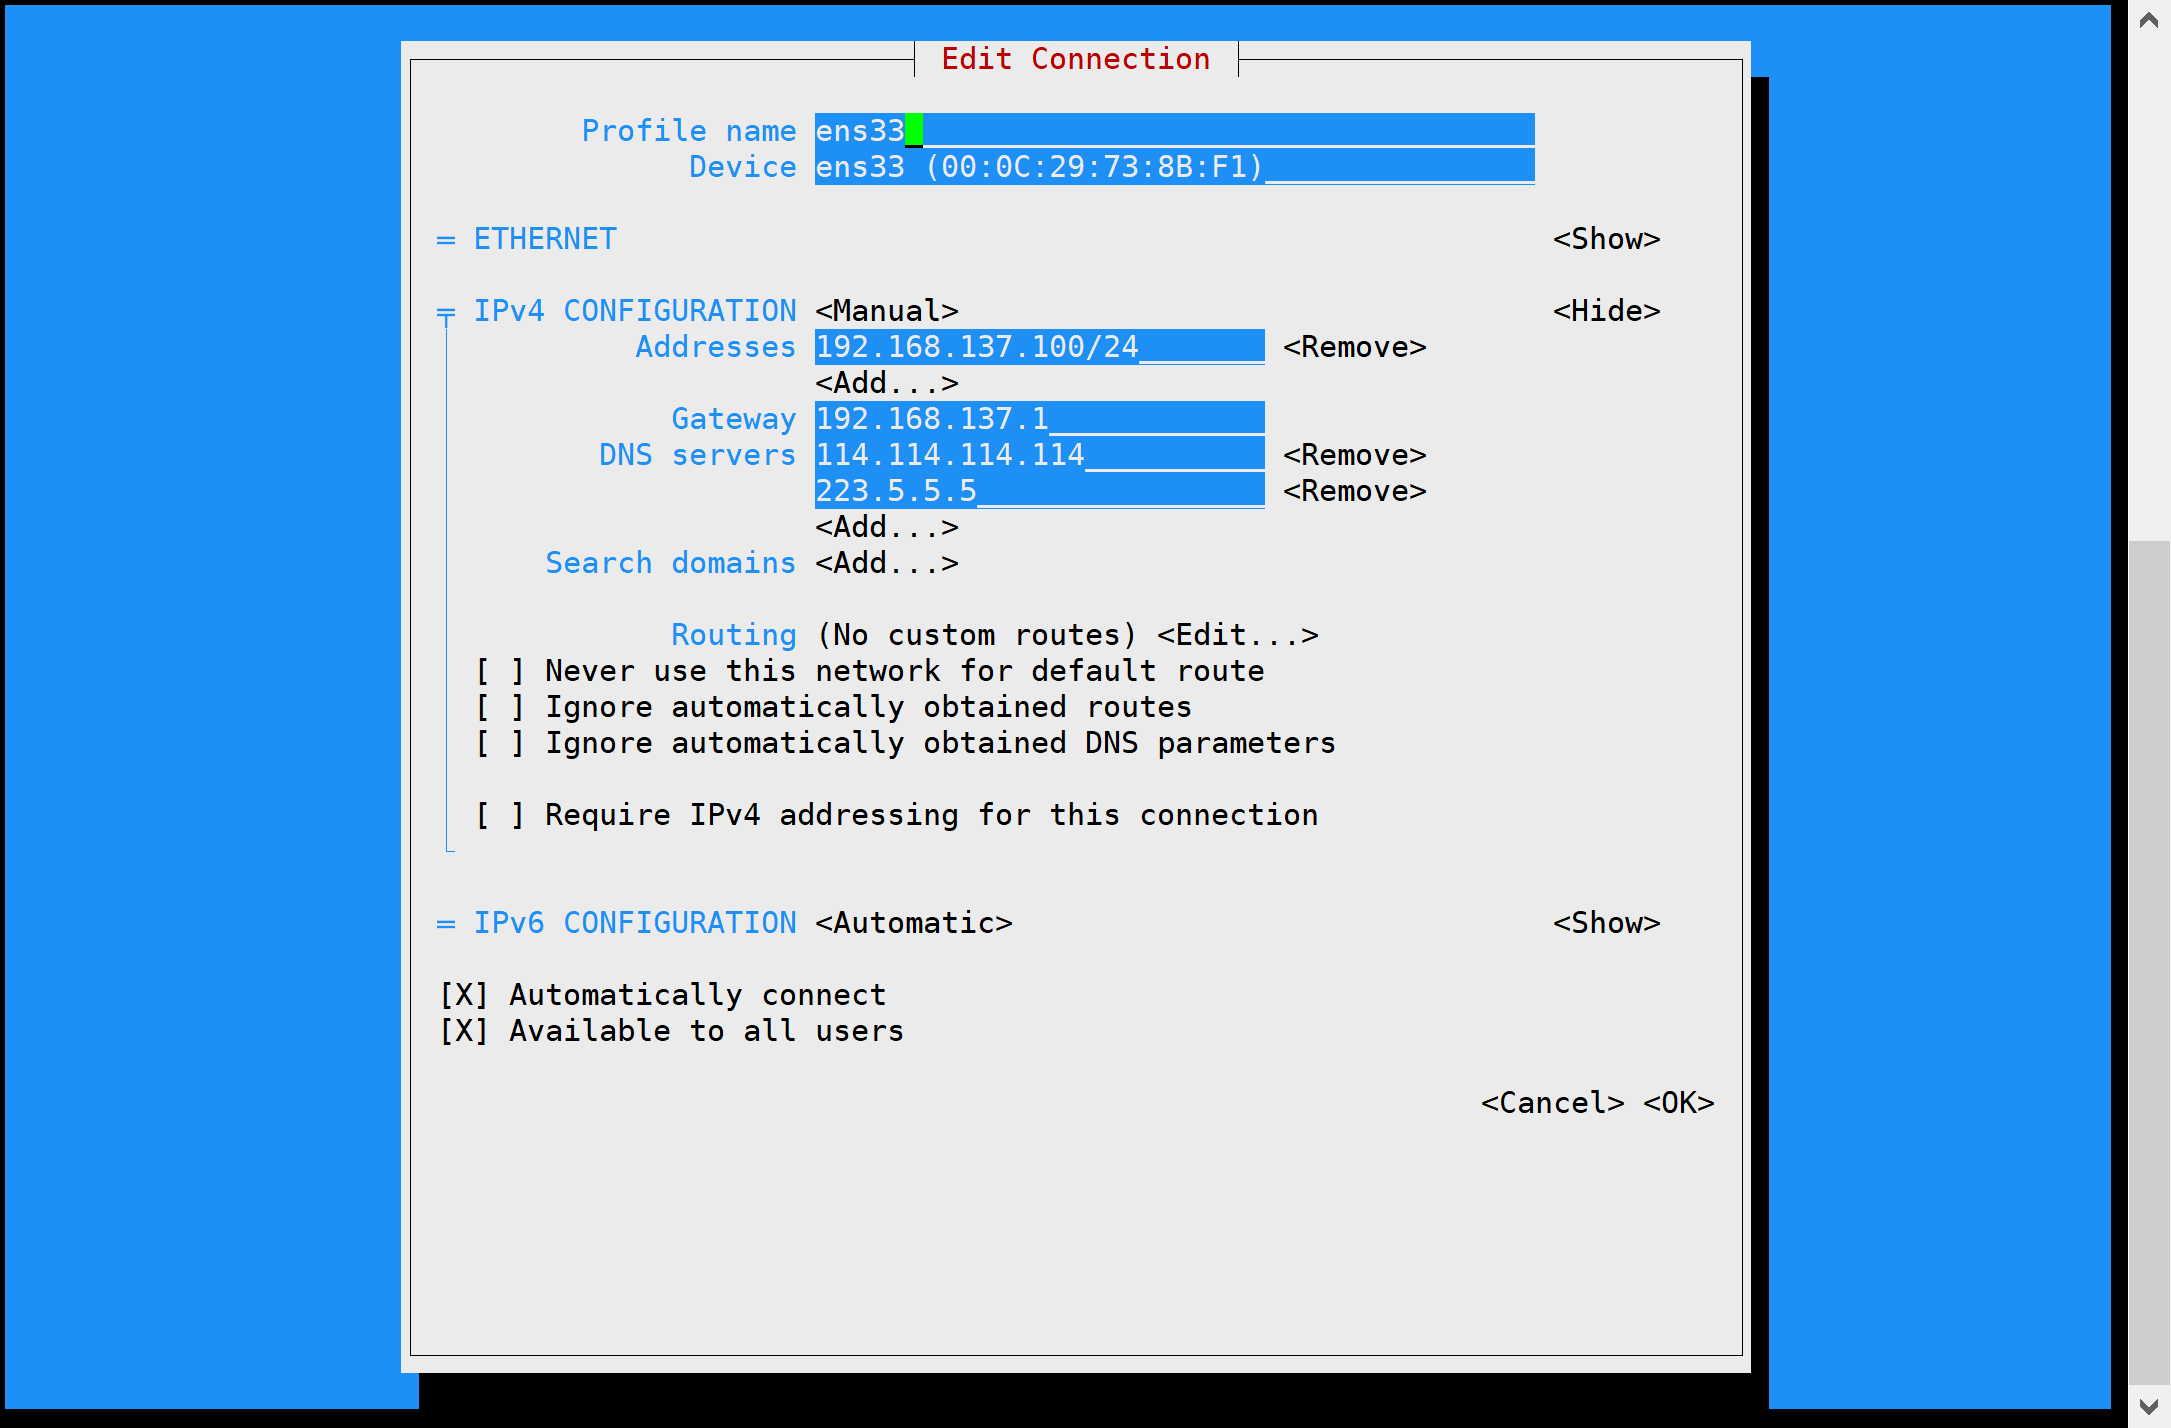 Edit Connection
Profile name ens33
Device ens33 (00:0C:29:73:8B:F1)
= ETHERNET <Show>
IPv4 CONFIGURATION <Manual> <Hide>
Addresses 192.168.137.100/24 <Remove>
<Add...>
Gateway 192.168.137.1
DNS servers 114.114.114.114 <Remove>
223.5.5.5 <Remove>
<Add...>
Search domains <Add...>
Routing (No custom routes) <Edit...>
[ ] Never use this network for default route
[ ] Ignore automatically obtained routes
[ ] Ignore automatically obtained DNS parameters
[ ] Require IPv4 addressing for this connection
= IPv6 CONFIGURATION <Automatic> <Show>
[X] Automatically connect
[X] Available to all users
<Cancel> <OK>